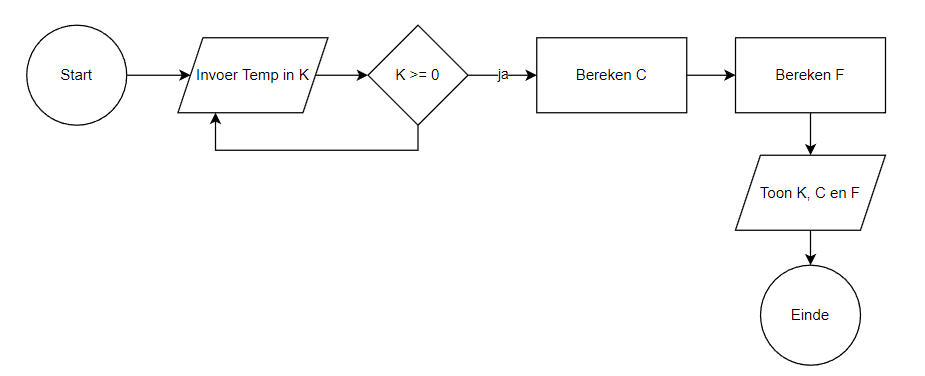 Start
Invoer Temp in K
K >= 0
ja
Bereken C
Bereken F
Toon K, C en F
Einde